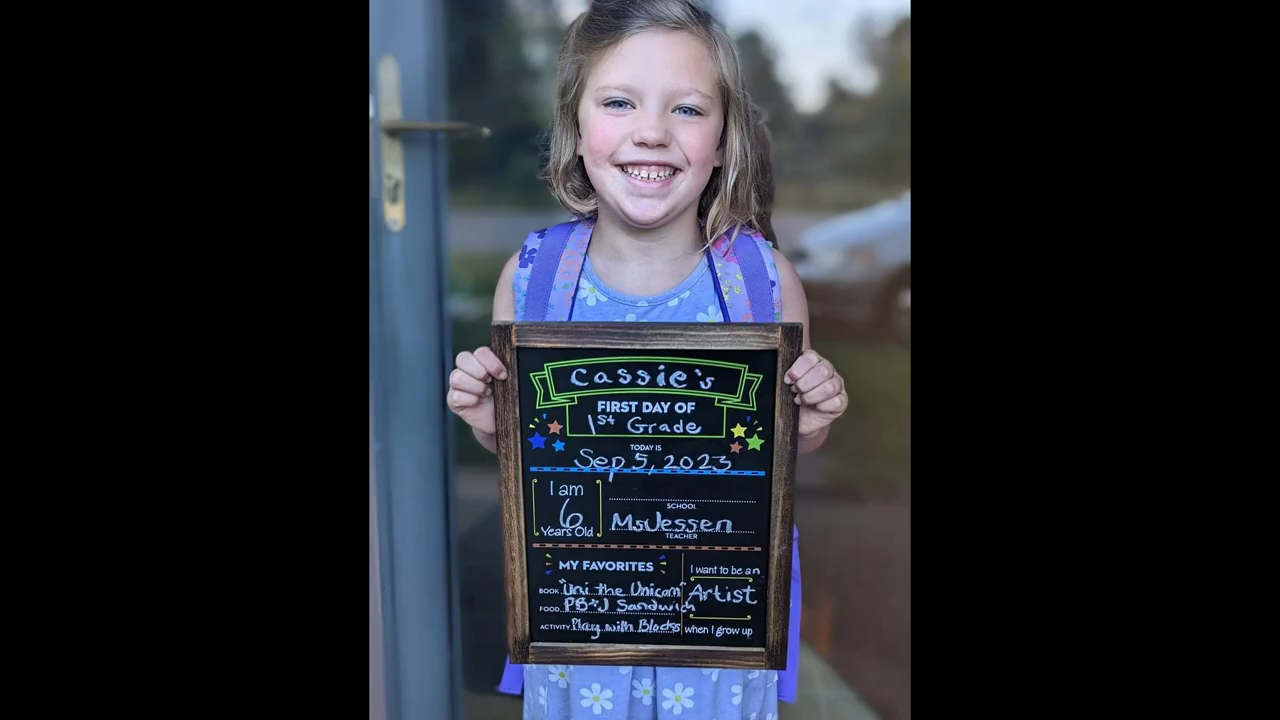 Cassie's
FIRST DAY OF
1st Grade
TODAY IS
Sep 5, 2023
I am
6
Years Old
SCHOOL
Ms Jessen
TEACHER
MY FAVORITES
BOOK "Uni the Unicorn"
FOOD PB+J Sandwich
ACTIVITY Play with Blocks
I want to be an
Artist
when I grow up